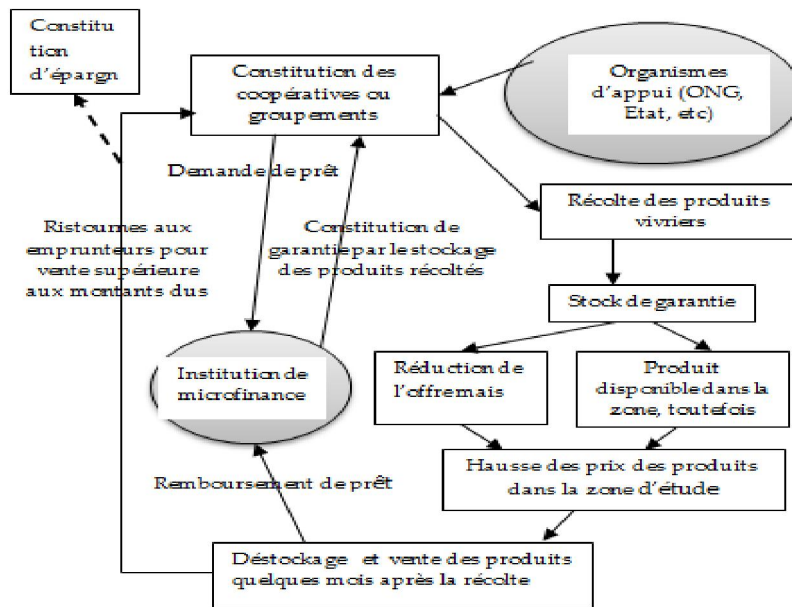 Constitu
tion
d'épargn
Constitution des
coopératives ou
groupements
Organismes
d'appui (ONG,
Etat, etc)
Demande de prêt
Récolte des produits
vivriers
Ristournes aux
emprunteurs pour
vente supérieure
aux montants dus
Constitution de
garantie par le stockage
des produits récoltés
Stock de garantie
Institution de
microfinance
Réduction de
l'offre mais
Produit
disponible dans la
zone, toutefois
Hausse des prix des produits
dans la zone d'étude
Remboursement de prêt
Déstockage et vente des produits
quelques mois après la récolte